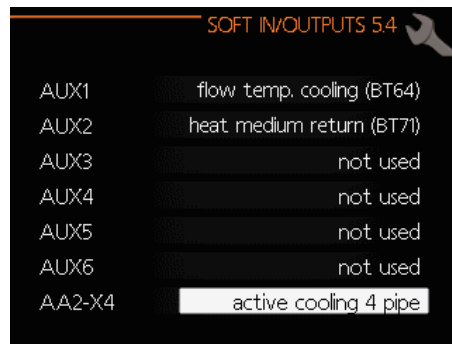 SOFT IN/OUTPUTS 5.4
AUX1 flow temp. cooling (BT64)
AUX2 heat medium return (BT71)
AUX3 not used
AUX4 not used
AUX5 not used
AUX6 not used
AA2-X4 active cooling 4 pipe